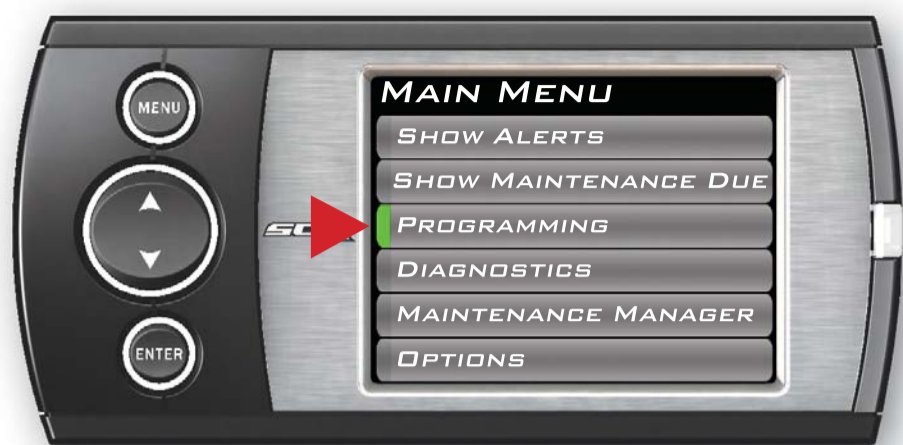 MENU
ENTER
MAIN MENU
SHOW ALERTS
SHOW MAINTENANCE DUE
PROGRAMMING
DIAGNOSTICS
MAINTENANCE MANAGER
OPTIONS